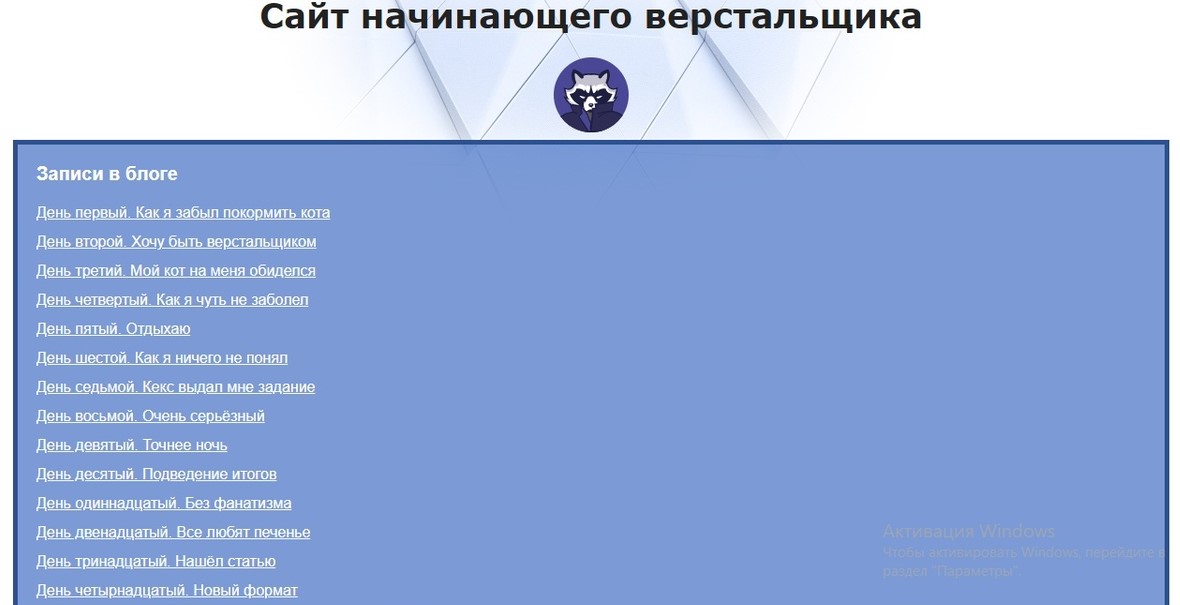 Сайт начинающего верстальщика
Записи в блоге
День первый. Как я забыл покормить кота
День второй. Хочу быть верстальщиком
День третий. Мой кот на меня обиделся
День четвертый. Как я чуть не заболел
День пятый. Отдыхаю
День шестой. Как я ничего не понял
День седьмой. Кекс выдал мне задание
День восьмой. Очень серьёзный
День девятый. Точнее ночь
День десятый. Подведение итогов
День одиннадцатый. Без фанатизма
День двенадцатый. Все любят печенье
День тринадцатый. Нашёл статью
День четырнадцатый. Новый формат
Активация Windows
Чтобы активировать Windows, перейдите в
раздел "Параметры".